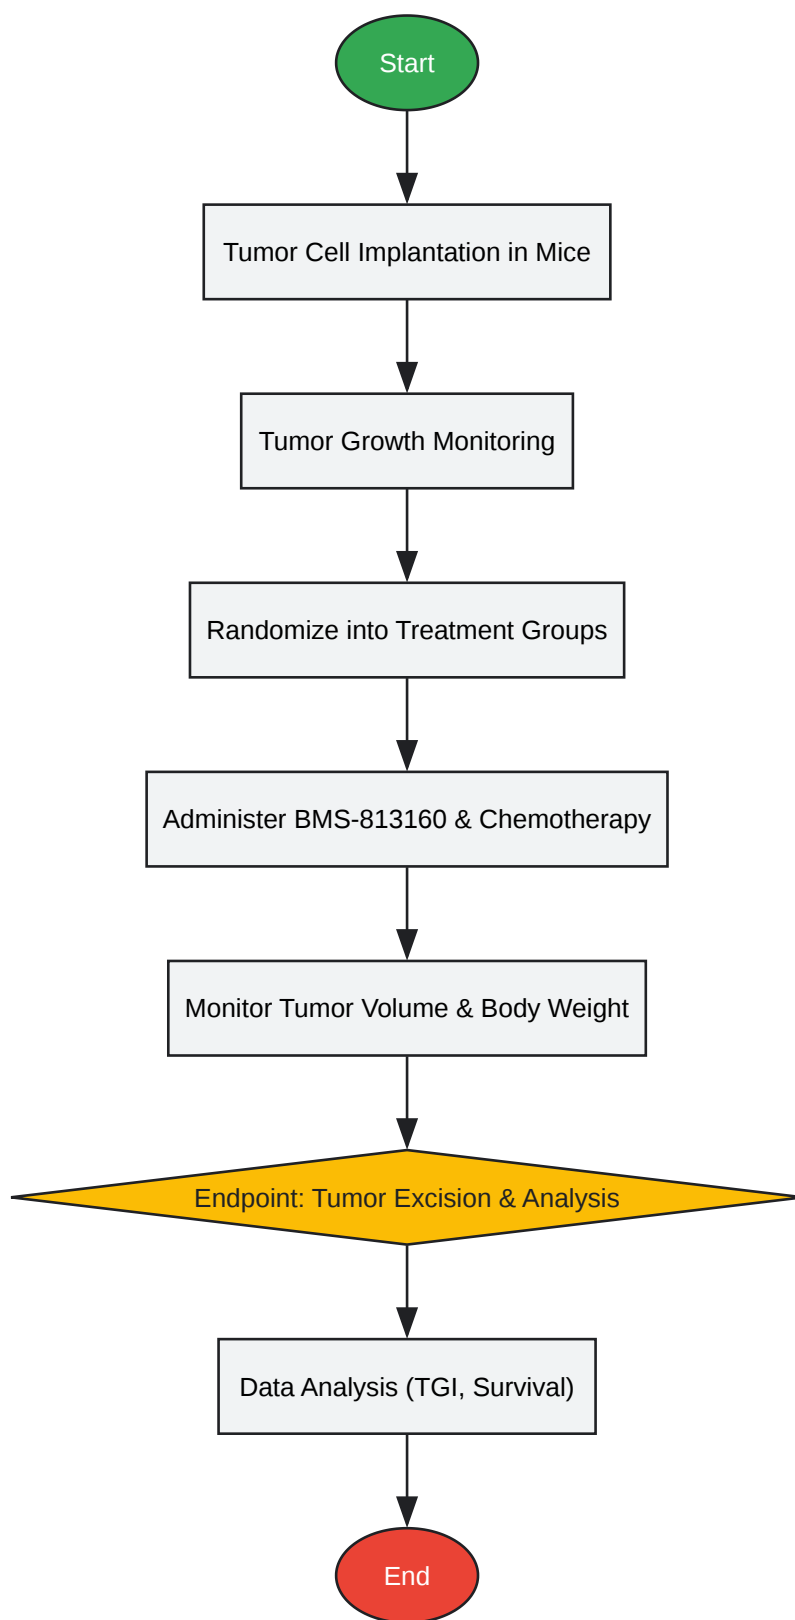 Start
Tumor Cell Implantation in Mice
Tumor Growth Monitoring
Randomize into Treatment Groups
Administer BMS-813160 & Chemotherapy
Monitor Tumor Volume & Body Weight
Endpoint: Tumor Excision & Analysis
Data Analysis (TGI, Survival)
End